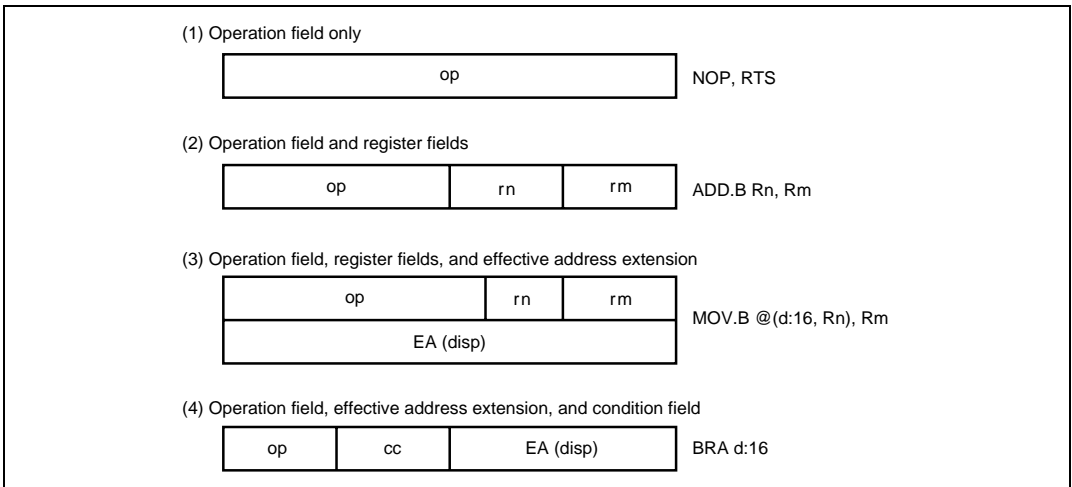 (1) Operation field only
op
NOP, RTS
(2) Operation field and register fields
op rn rm
ADD.B Rn, Rm
(3) Operation field, register fields, and effective address extension
op rn rm
EA (disp)
MOV.B @(d:16, Rn), Rm
(4) Operation field, effective address extension, and condition field
op cc EA (disp)
BRA d:16